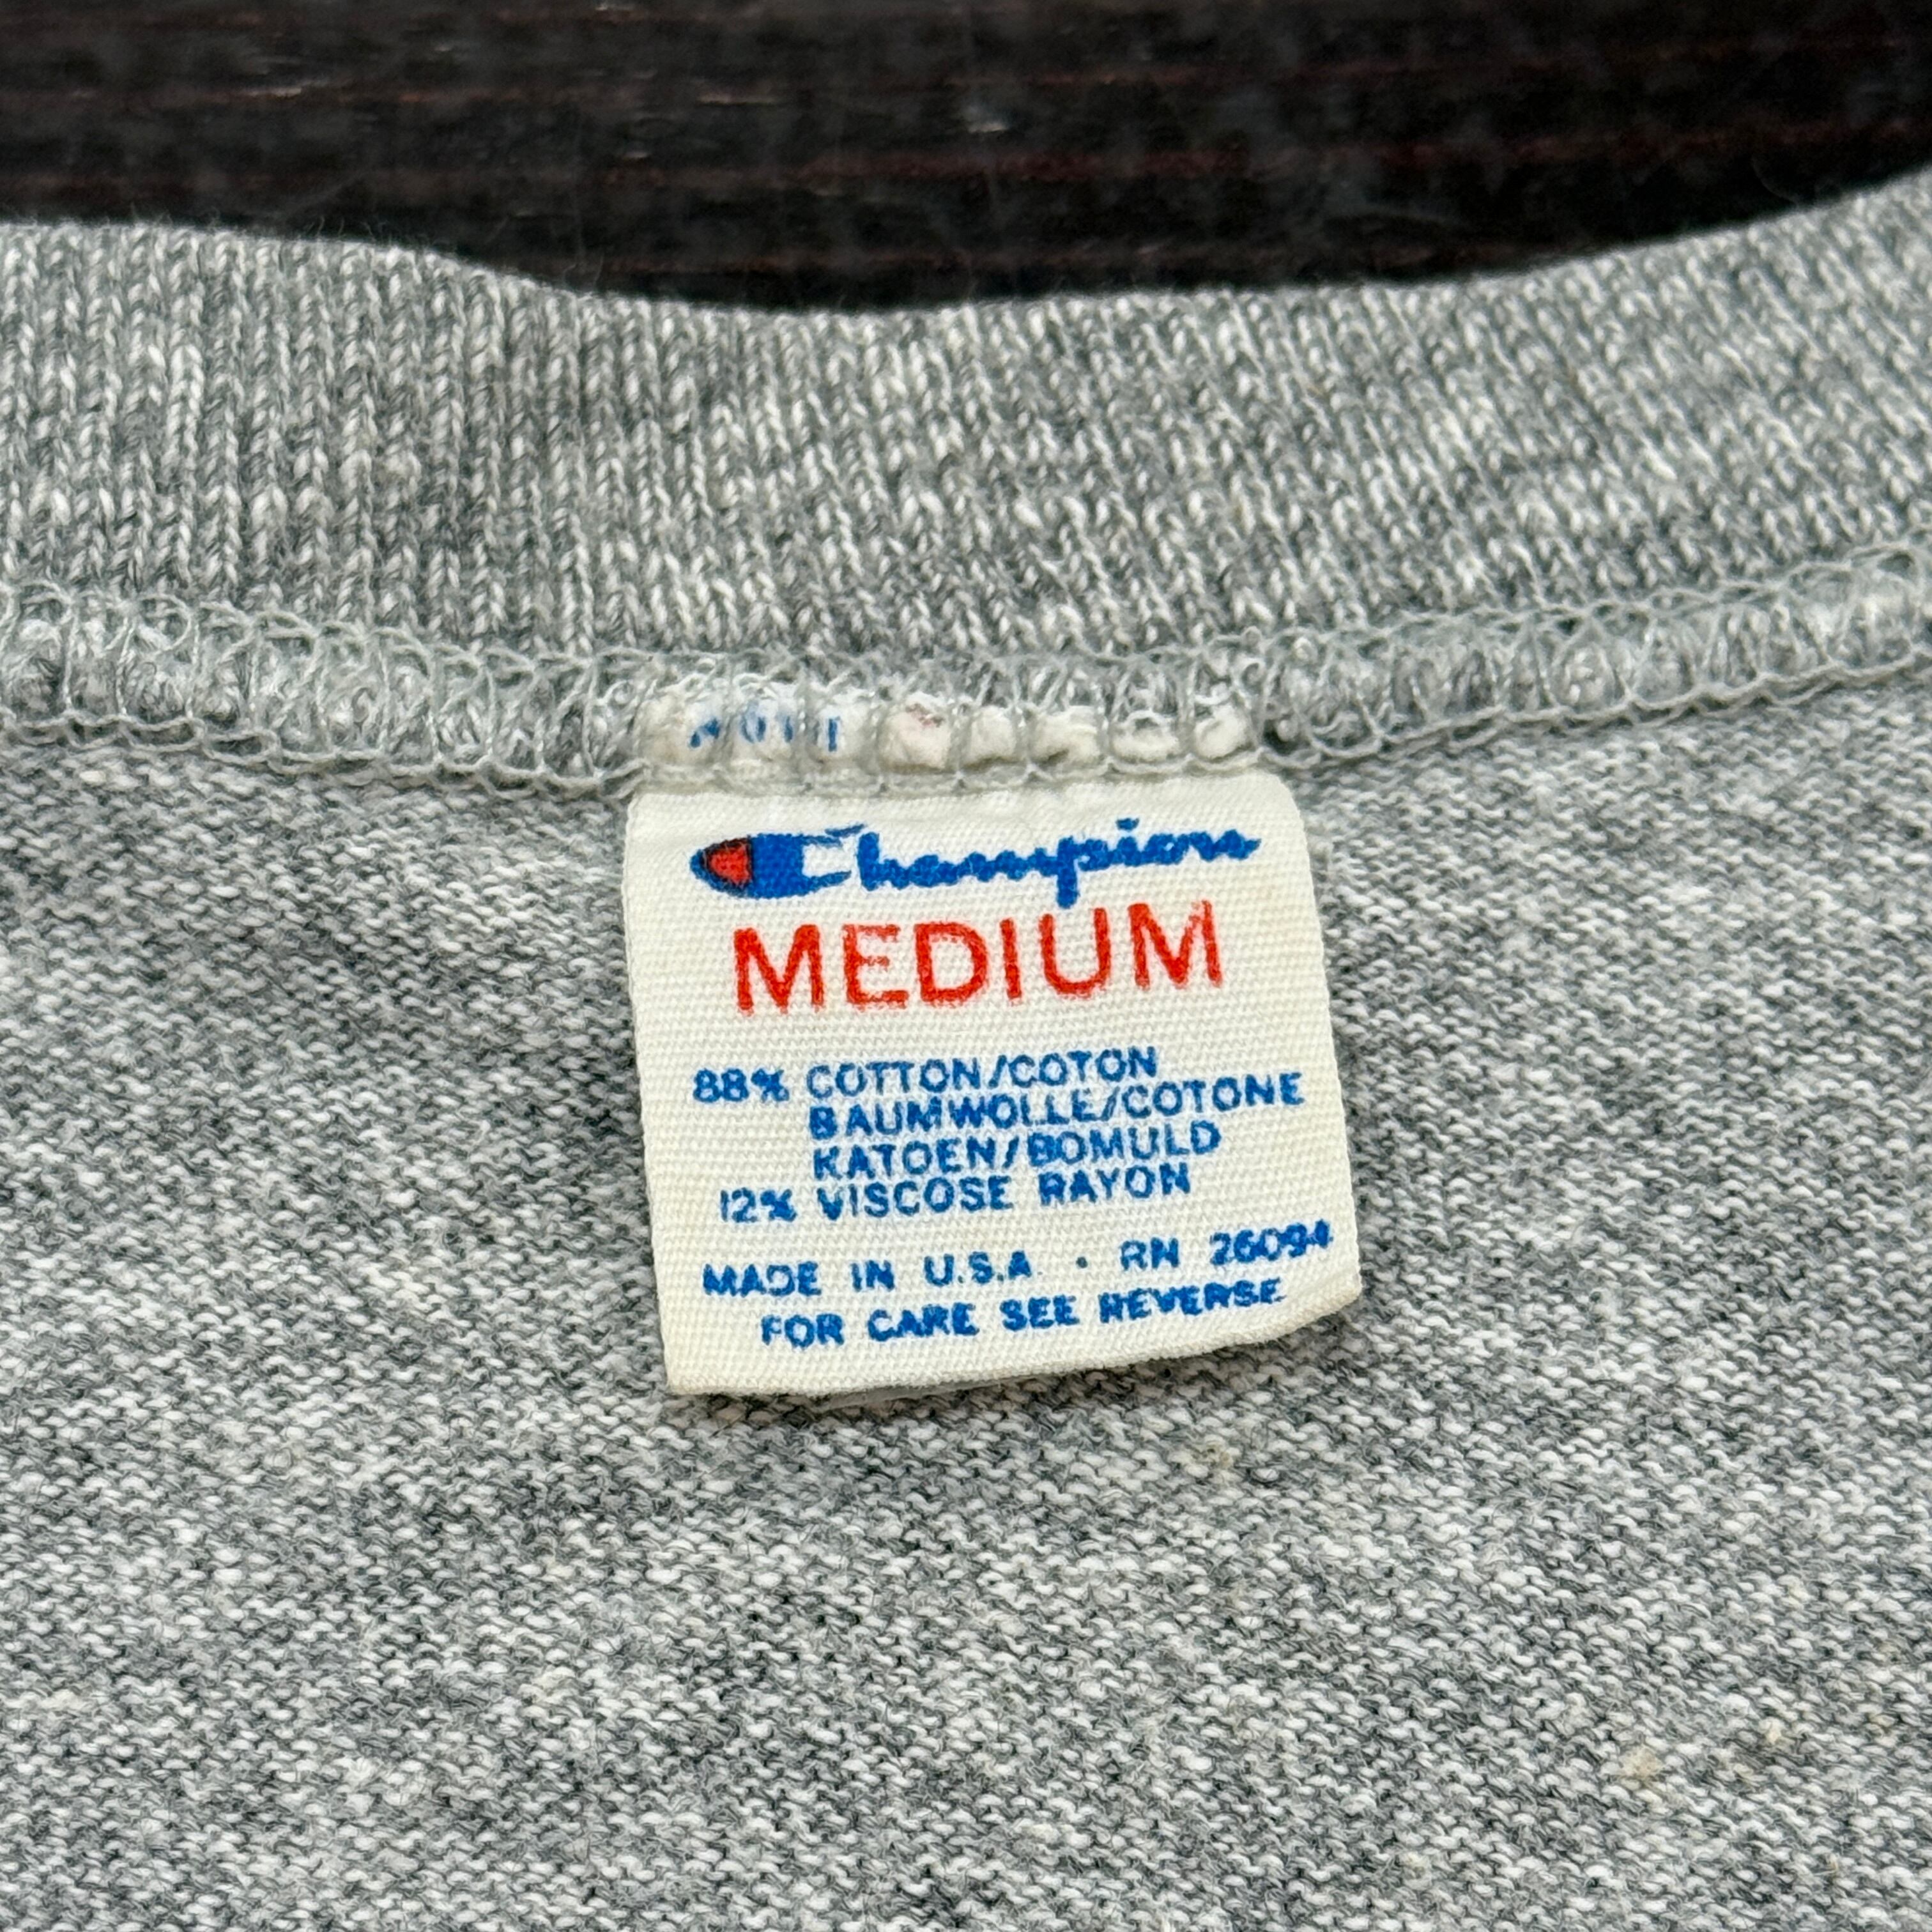 Champion
MEDIUM
88% COTTON/COTON
BAUMWOLLE/COTONE
KATOEN/BOMULD
12% VISCOSE RAYON
MADE IN U.S.A. · RN 26094
FOR CARE SEE REVERSE